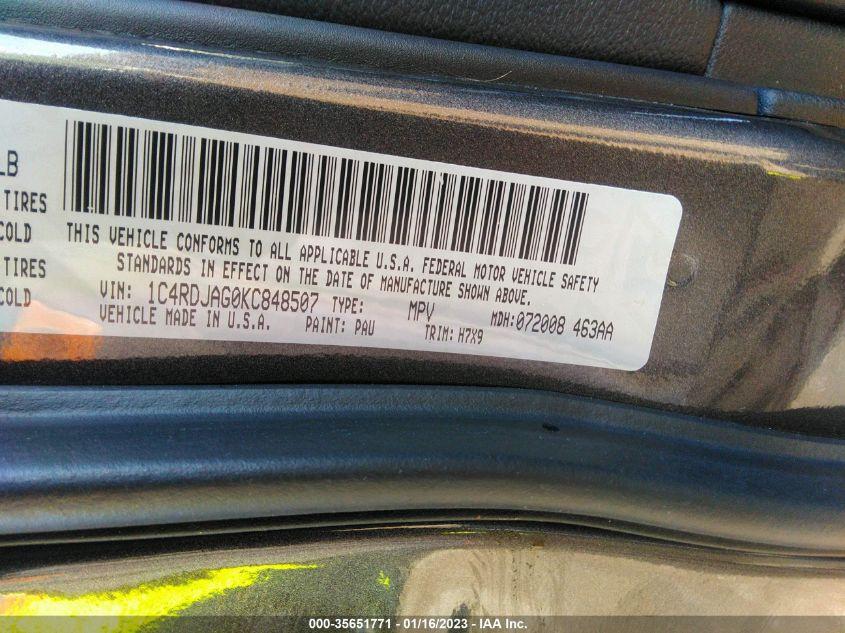 LB
TIRES
COLD
TIRES
COLD
THIS VEHICLE CONFORMS TO ALL APPLICABLE U.S.A. FEDERAL MOTOR VEHICLE SAFETY
STANDARDS IN EFFECT ON THE DATE OF MANUFACTURE SHOWN ABOVE.
VIN: 1C4RDJAG0KC848507 TYPE: MPV MDH:072008 463AA
VEHICLE MADE IN U.S.A. PAINT: PAU TRIM: H7X9
000-35651771 - 01/16/2023 - IAA Inc.